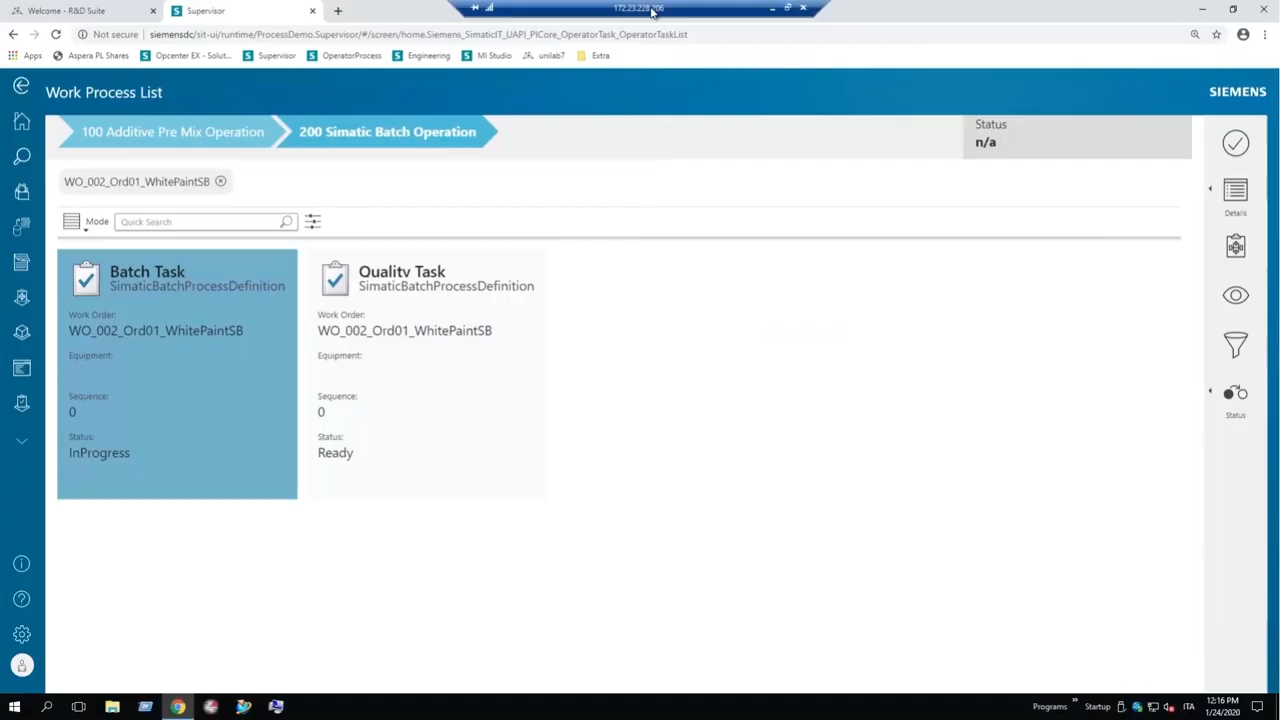 Welcome - R&D Suite
Supervisor
172.23.228.206
Not secure
siemensdc/sit-ui/runtime/ProcessDemo.Supervisor/#/screen/home.Siemens_SimaticIT_UAPI_PICore_OperatorTask_OperatorTaskList
Apps
Aspera PL Shares
Opcenter EX - Solut...
Supervisor
OperatorProcess
Engineering
MI Studio
unilab7
Extra
Work Process List
SIEMENS
100 Additive Pre Mix Operation
200 Simatic Batch Operation
Status
n/a
WO_002_Ord01_WhitePaintSB
Mode
Quick Search
Details
Status
Batch Task
SimaticBatchProcessDefinition
Work Order:
WO_002_Ord01_WhitePaintSB
Equipment:
Sequence:
0
Status:
InProgress
Quality Task
SimaticBatchProcessDefinition
Work Order:
WO_002_Ord01_WhitePaintSB
Equipment:
Sequence:
0
Status:
Ready
Programs
Startup
ITA
12:16 PM
1/24/2020